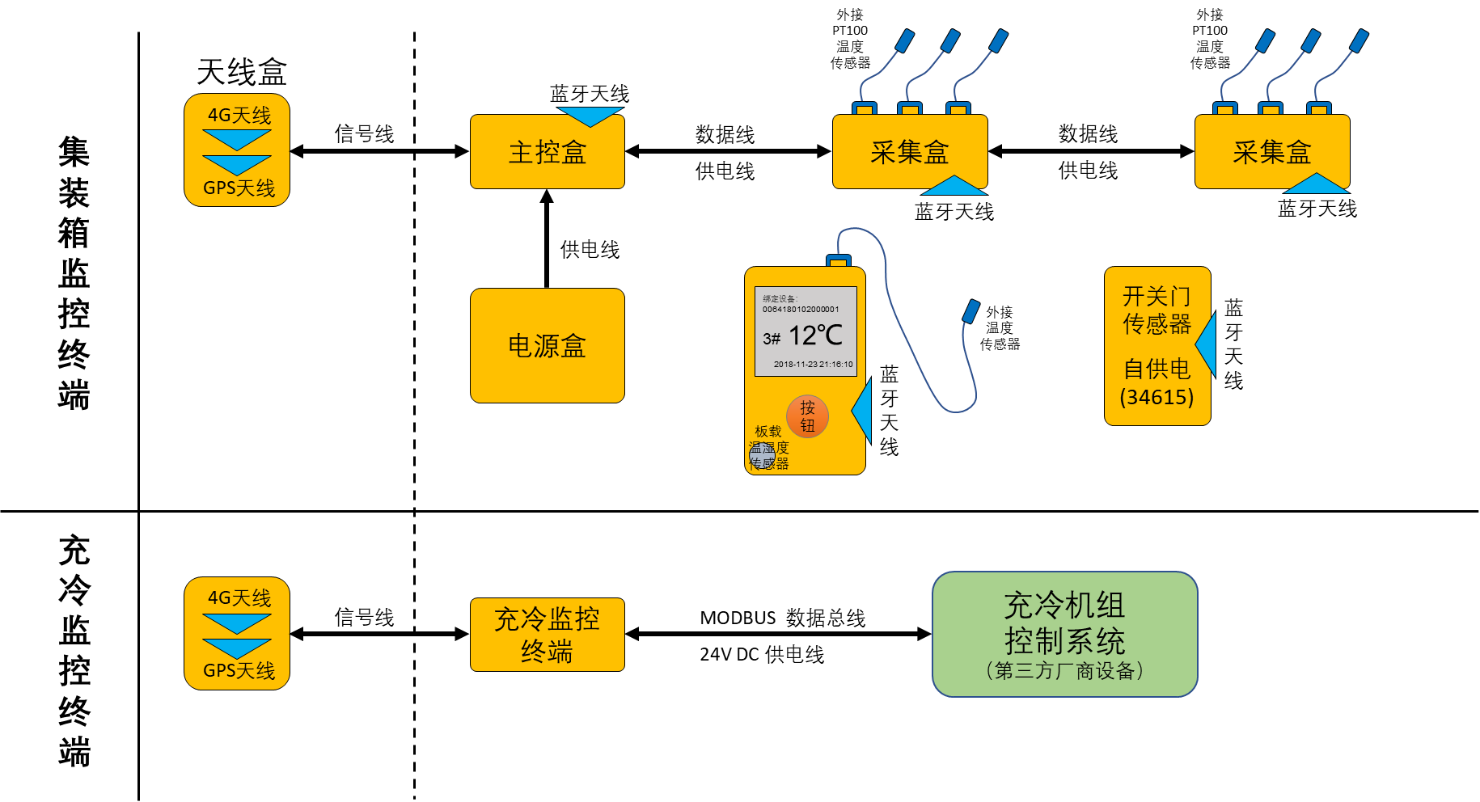 集
装
箱
监
控
终
端
天线盒
4G天线
GPS天线
信号线
蓝牙天线
主控盒
供电线
电源盒
数据线
供电线
外接
PT100
温度
传感器
采集盒
蓝牙天线
数据线
供电线
外接
PT100
温度
传感器
采集盒
蓝牙天线
绑定设备:
0064180102000001
3# 12℃
2018-11-23 21:16:10
按
钮
板载
温湿度
传感器
蓝
牙
天
线
外接
温度
传感器
开关门
传感器
自供电
(34615)
蓝
牙
天
线
充
冷
监
控
终
端
4G天线
GPS天线
信号线
充冷监控
终端
MODBUS 数据总线
24V DC 供电线
充冷机组
控制系统
（第三方厂商设备）